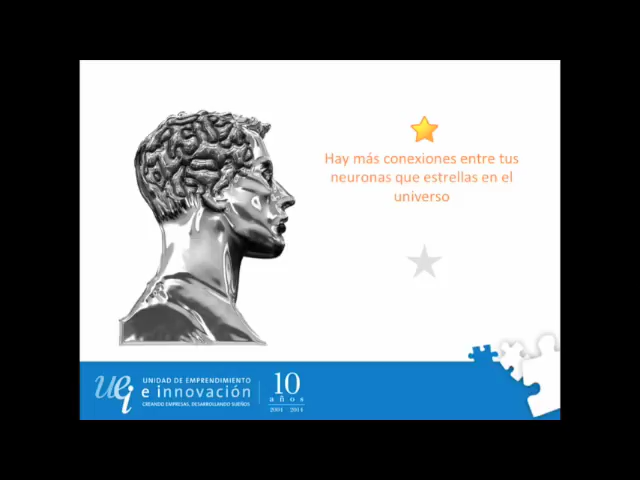 Hay más conexiones entre tus
neuronas que estrellas en el
universo
uei
UNIDAD DE EMPRENDIMIENTO
e innovación
CREANDO EMPRESAS, DESARROLLANDO SUEÑOS
10
años
2004 2014